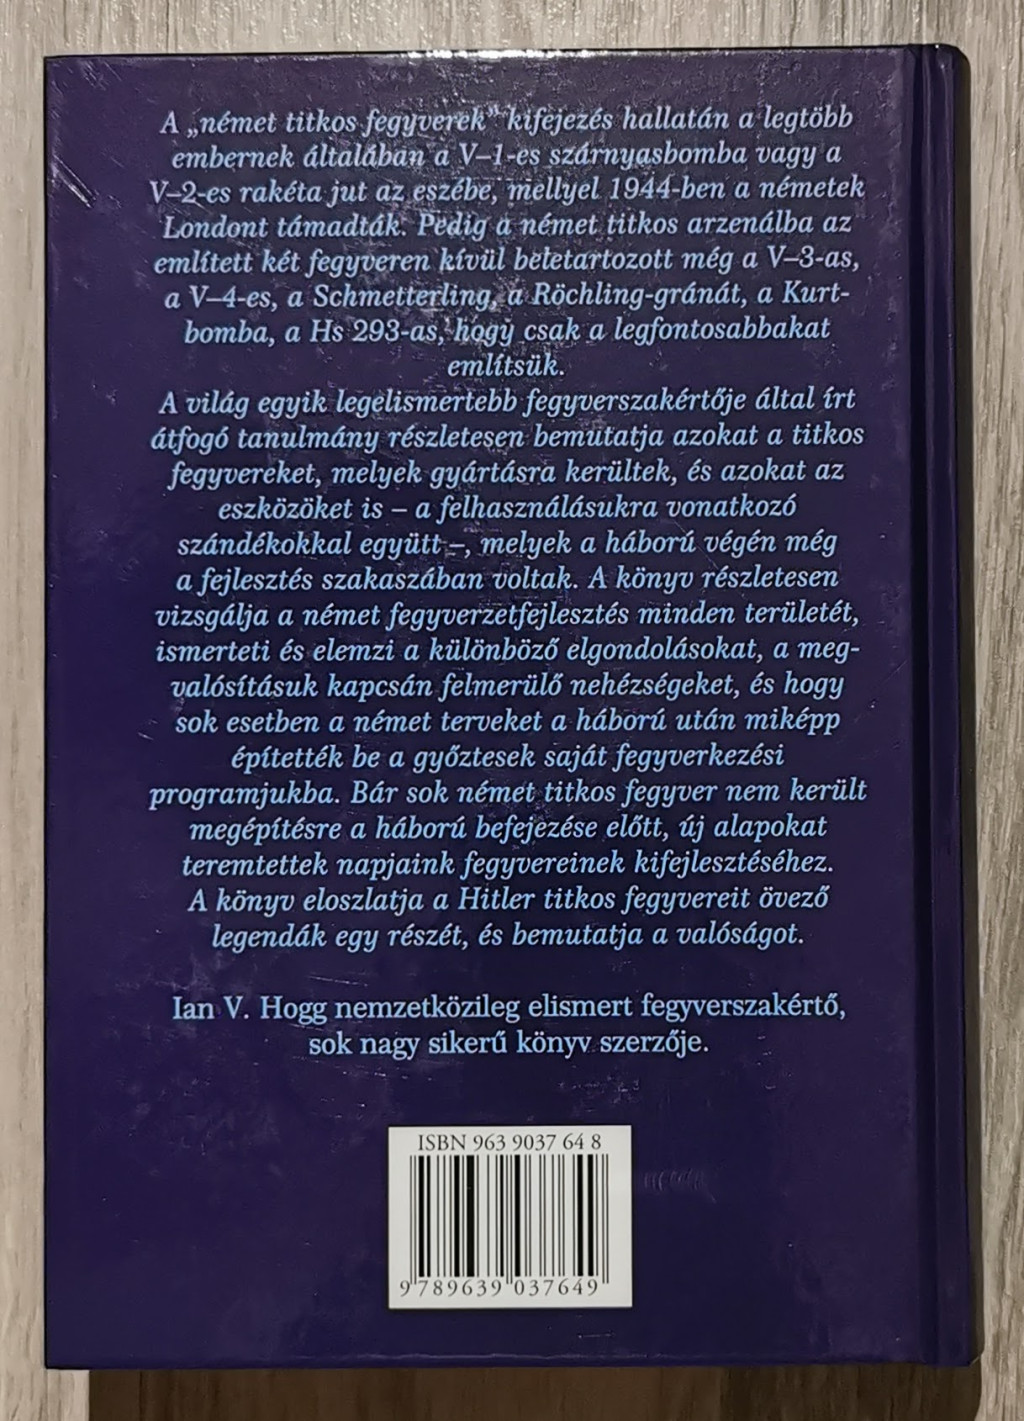 A „német titkos fegyverek” kifejezés hallatán a legtöbb
embernek általában a V–1-es szárnyasbomba vagy a
V–2-es rakéta jut az eszébe, mellyel 1944-ben a németek
Londont támadták. Pedig a német titkos arzenálba az
említett két fegyveren kívül beletartozott még a V–3-as,
a V–4-es, a Schmetterling, a Röchling-gránát, a Kurt-
bomba, a Hs 293-as, hogy csak a legfontosabbakat
említsük.
A világ egyik legelismertebb fegyverszakértője által írt
átfogó tanulmány részletesen bemutatja azokat a titkos
fegyvereket, melyek gyártásra kerültek, és azokat az
eszközöket is – a felhasználásukra vonatkozó
szándékokkal együtt –, melyek a háború végén még
a fejlesztés szakaszában voltak. A könyv részletesen
vizsgálja a német fegyverzetfejlesztés minden területét,
ismerteti és elemzi a különböző elgondolásokat, a meg-
valósításuk kapcsán felmerülő nehézségeket, és hogy
sok esetben a német terveket a háború után miképp
építették be a győztesek saját fegyverkezési
programjukba. Bár sok német titkos fegyver nem került
megépítésre a háború befejezése előtt, új alapokat
teremtettek napjaink fegyvereinek kifejlesztéséhez.
A könyv eloszlatja a Hitler titkos fegyvereit övező
legendák egy részét, és bemutatja a valóságot.
Ian V. Hogg nemzetközileg elismert fegyverszakértő,
sok nagy sikerű könyv szerzője.
ISBN 963 9037 64 8
9 789639 037649